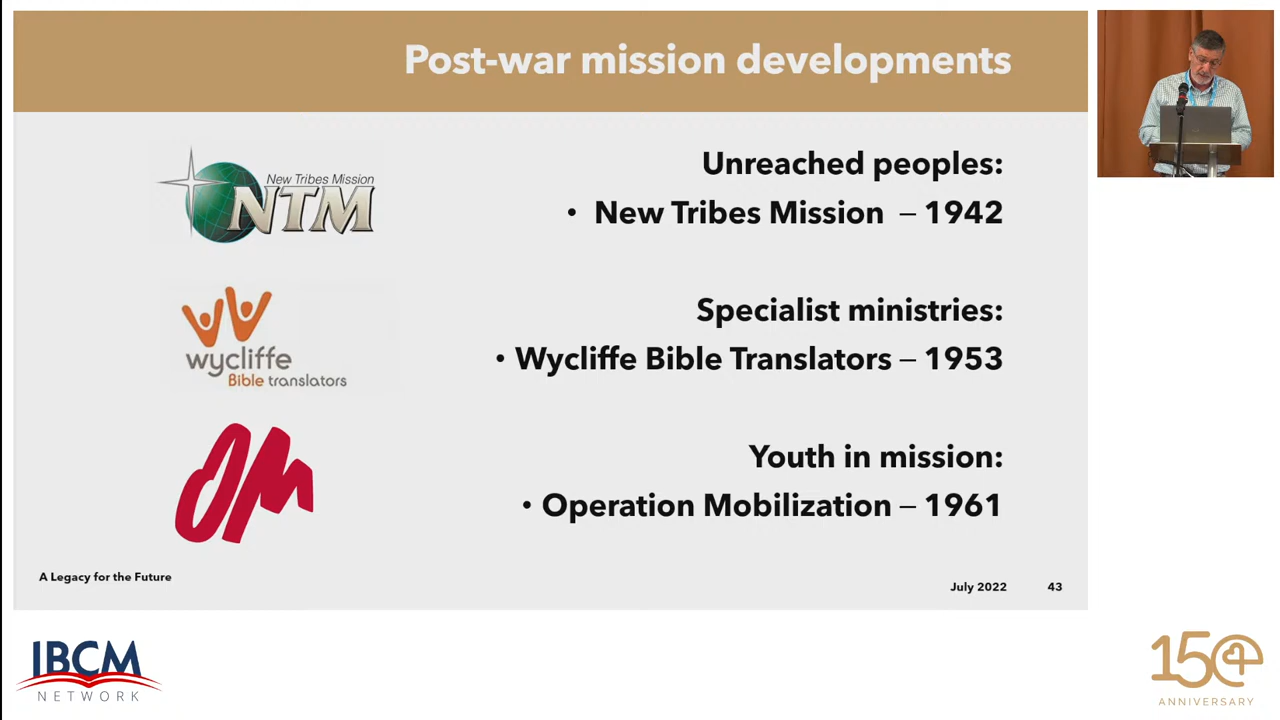 Post-war mission developments
New Tribes Mission
NTM
Unreached peoples:
• New Tribes Mission – 1942
wycliffe
Bible translators
Specialist ministries:
• Wycliffe Bible Translators – 1953
OM
Youth in mission:
• Operation Mobilization – 1961
A Legacy for the Future
July 2022 43
IBCM
NETWORK
150
ANNIVERSARY